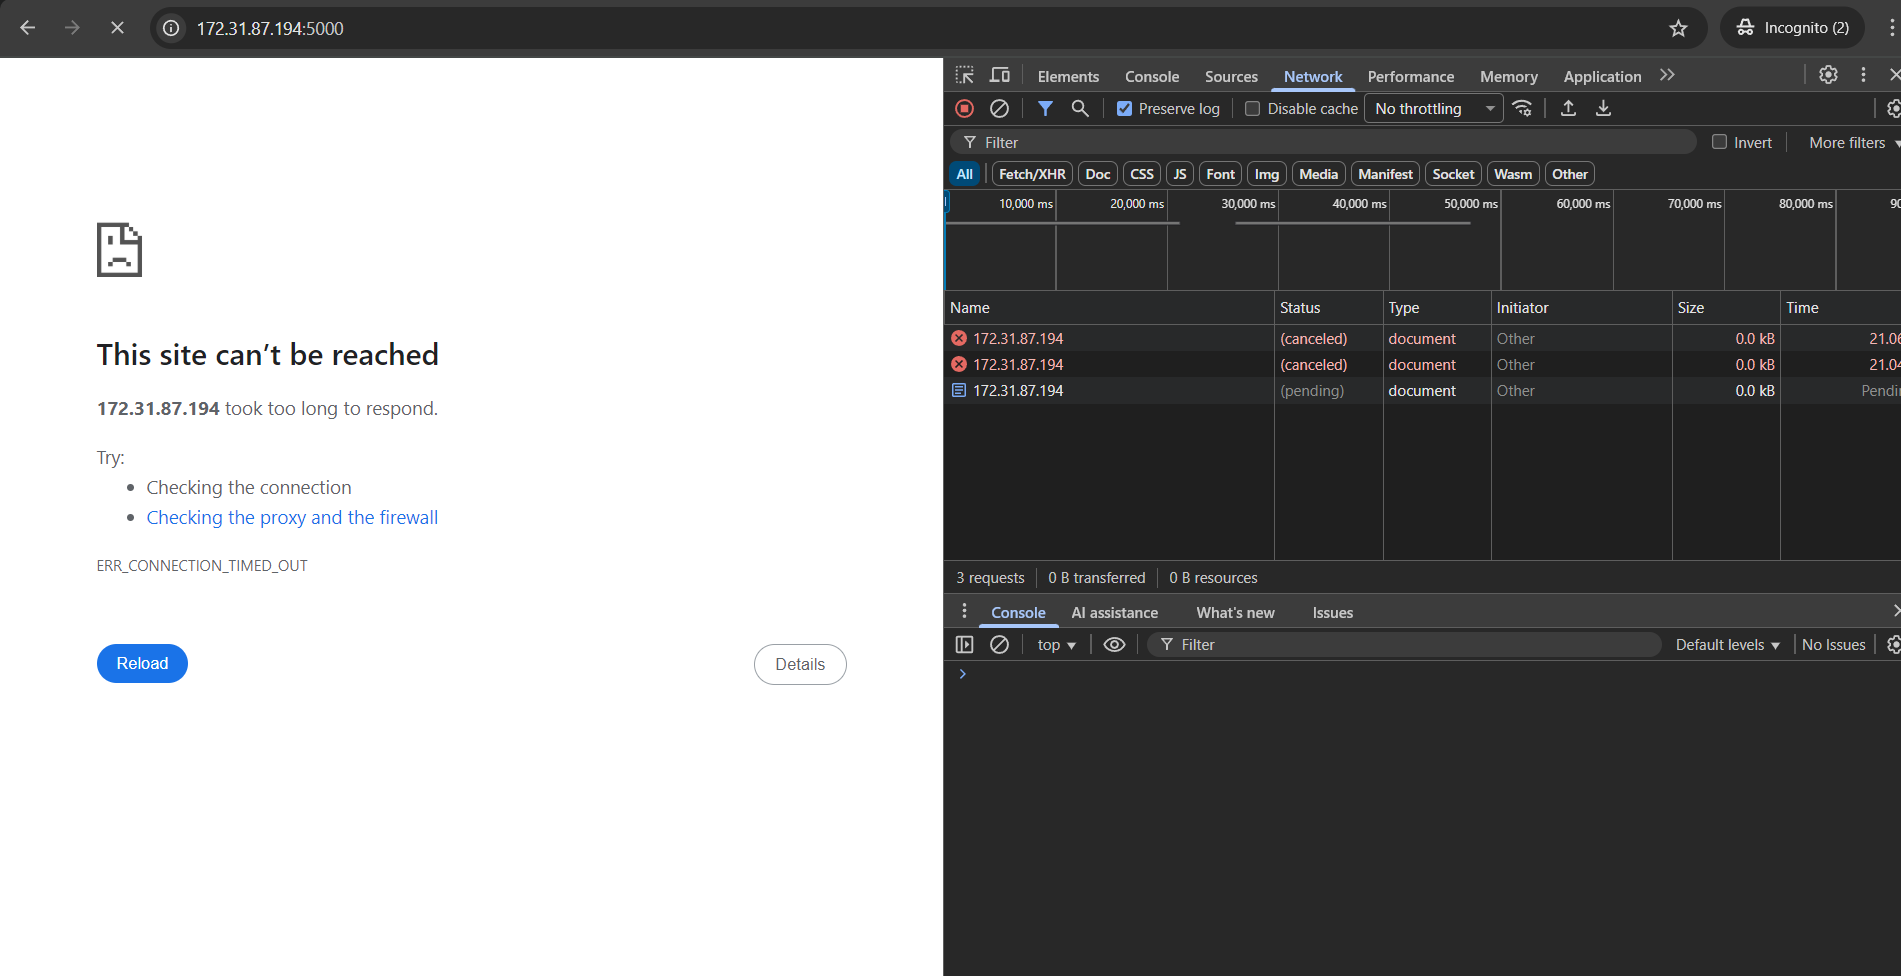 172.31.87.194:5000
Incognito (2)
This site can’t be reached
172.31.87.194 took too long to respond.
Try:
Checking the connection
Checking the proxy and the firewall
ERR_CONNECTION_TIMED_OUT
Reload
Details
Elements Console Sources Network Performance Memory Application
Preserve log Disable cache No throttling
Filter Invert More filters
All Fetch/XHR Doc CSS JS Font Img Media Manifest Socket Wasm Other
10,000 ms 20,000 ms 30,000 ms 40,000 ms 50,000 ms 60,000 ms 70,000 ms 80,000 ms 90
Name Status Type Initiator Size Time
172.31.87.194 (canceled) document Other 0.0 kB 21.06
172.31.87.194 (canceled) document Other 0.0 kB 21.04
172.31.87.194 (pending) document Other 0.0 kB Pendin
3 requests 0 B transferred 0 B resources
Console AI assistance What's new Issues
top Filter Default levels No Issues